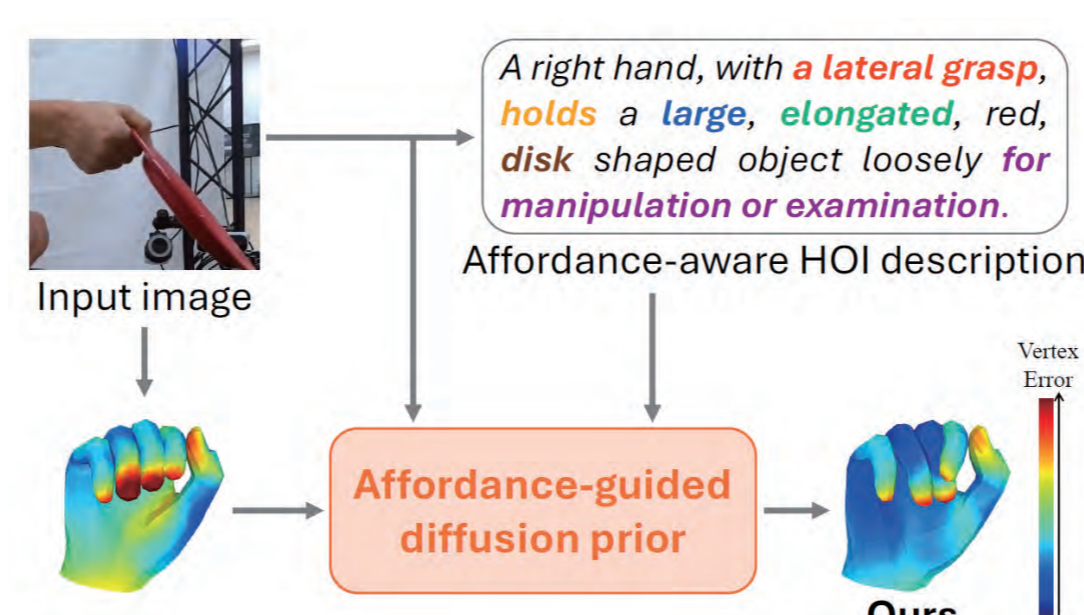 A right hand, with a lateral grasp,
holds a large, elongated, red,
disk shaped object loosely for
manipulation or examination.
Affordance-aware HOI description
Input image
Vertex
Error
Affordance-guided
diffusion prior
Ours